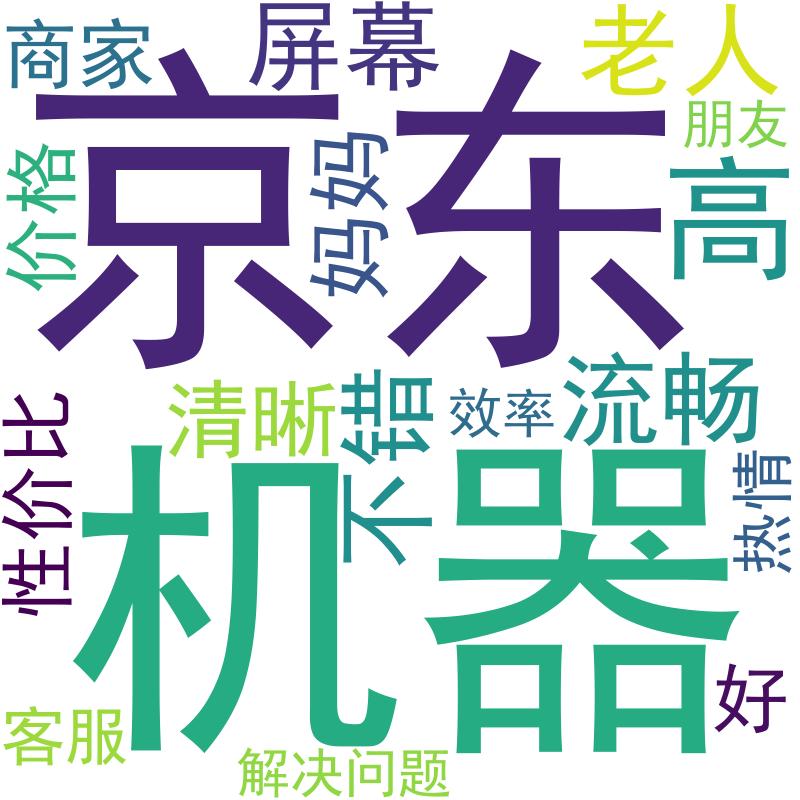 商家
屏幕
老人
京东
朋友
价格
妈妈
高
清晰
不错
效率
流畅
性价比
机器
热情
好
客服
解决问题